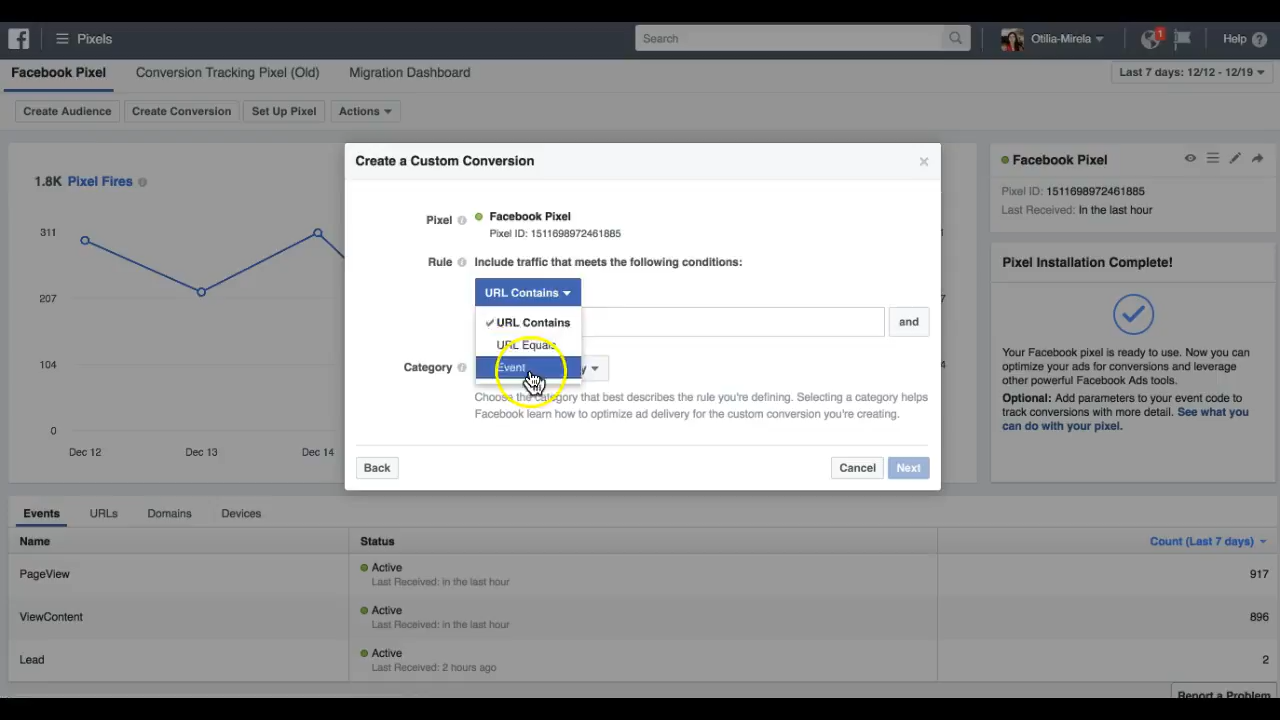 Pixels
Search
Otilia-Mirela
1
Help ?
Facebook Pixel
Conversion Tracking Pixel (Old)
Migration Dashboard
Last 7 days: 12/12 - 12/19
Create Audience
Create Conversion
Set Up Pixel
Actions
1.8K Pixel Fires
311
207
104
0
Dec 12
Dec 13
Dec 14
Create a Custom Conversion
Pixel
Facebook Pixel
Pixel ID: 1511698972461885
Rule
Include traffic that meets the following conditions:
URL Contains
URL Contains
URL Equals
Event
and
Category
Choose the category that best describes the rule you're defining. Selecting a category helps
Facebook learn how to optimize ad delivery for the custom conversion you're creating.
Back
Cancel
Next
Facebook Pixel
Pixel ID: 1511698972461885
Last Received: In the last hour
Pixel Installation Complete!
Your Facebook pixel is ready to use. Now you can
optimize your ads for conversions and leverage
other powerful Facebook Ads tools.
Optional: Add parameters to your event code to
track conversions with more detail. See what you
can do with your pixel.
Events
URLs
Domains
Devices
Name
Status
Count (Last 7 days)
PageView
Active
Last Received: in the last hour
917
ViewContent
Active
Last Received: in the last hour
896
Lead
Active
Last Received: 2 hours ago
2
Report a Problem